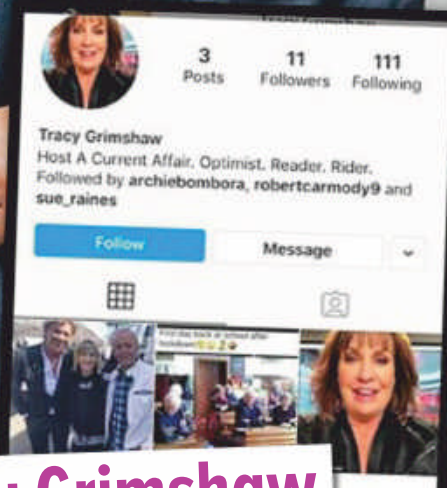 3 11 111
Posts Followers Following
Tracy Grimshaw
Host A Current Affair. Optimist. Reader. Rider.
Followed by archiebombora, robertcarmody9 and
sue_raines
Follow Message
First day back at school after
lockdown
Grimshaw